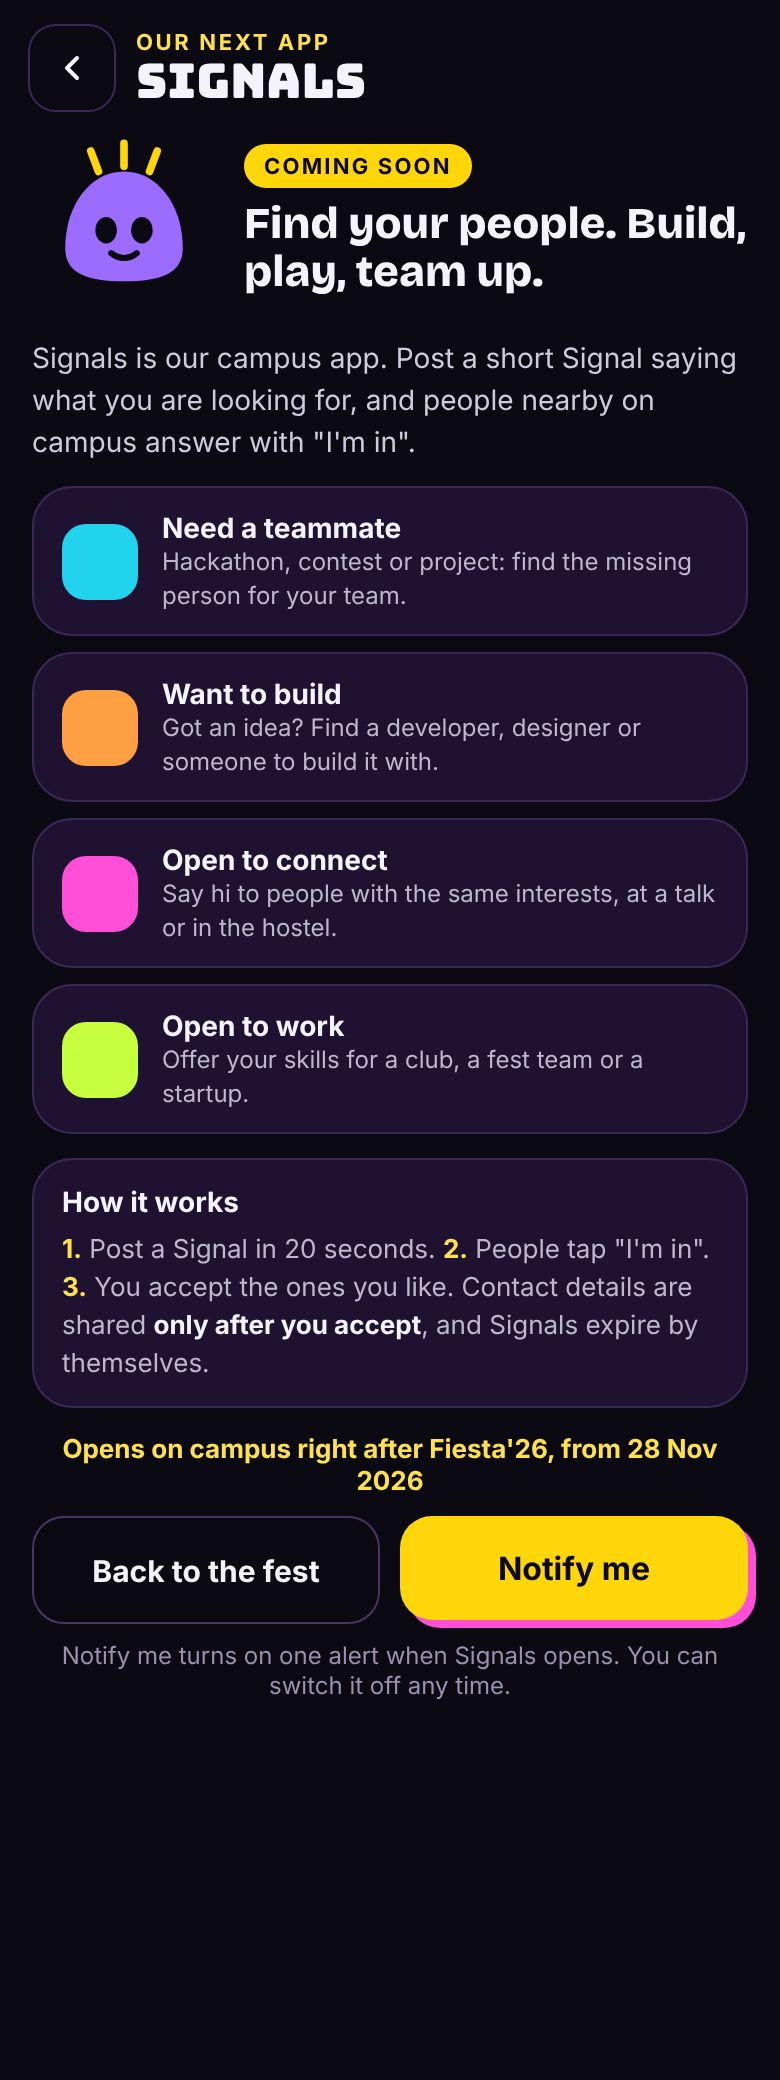 OUR NEXT APP
SIGNALS
COMING SOON
Find your people. Build,
play, team up.
Signals is our campus app. Post a short Signal saying
what you are looking for, and people nearby on
campus answer with "I'm in".
Need a teammate
Hackathon, contest or project: find the missing
person for your team.
Want to build
Got an idea? Find a developer, designer or
someone to build it with.
Open to connect
Say hi to people with the same interests, at a talk
or in the hostel.
Open to work
Offer your skills for a club, a fest team or a
startup.
How it works
1. Post a Signal in 20 seconds. 2. People tap "I'm in".
3. You accept the ones you like. Contact details are
shared only after you accept, and Signals expire by
themselves.
Opens on campus right after Fiesta'26, from 28 Nov
2026
Back to the fest
Notify me
Notify me turns on one alert when Signals opens. You can
switch it off any time.